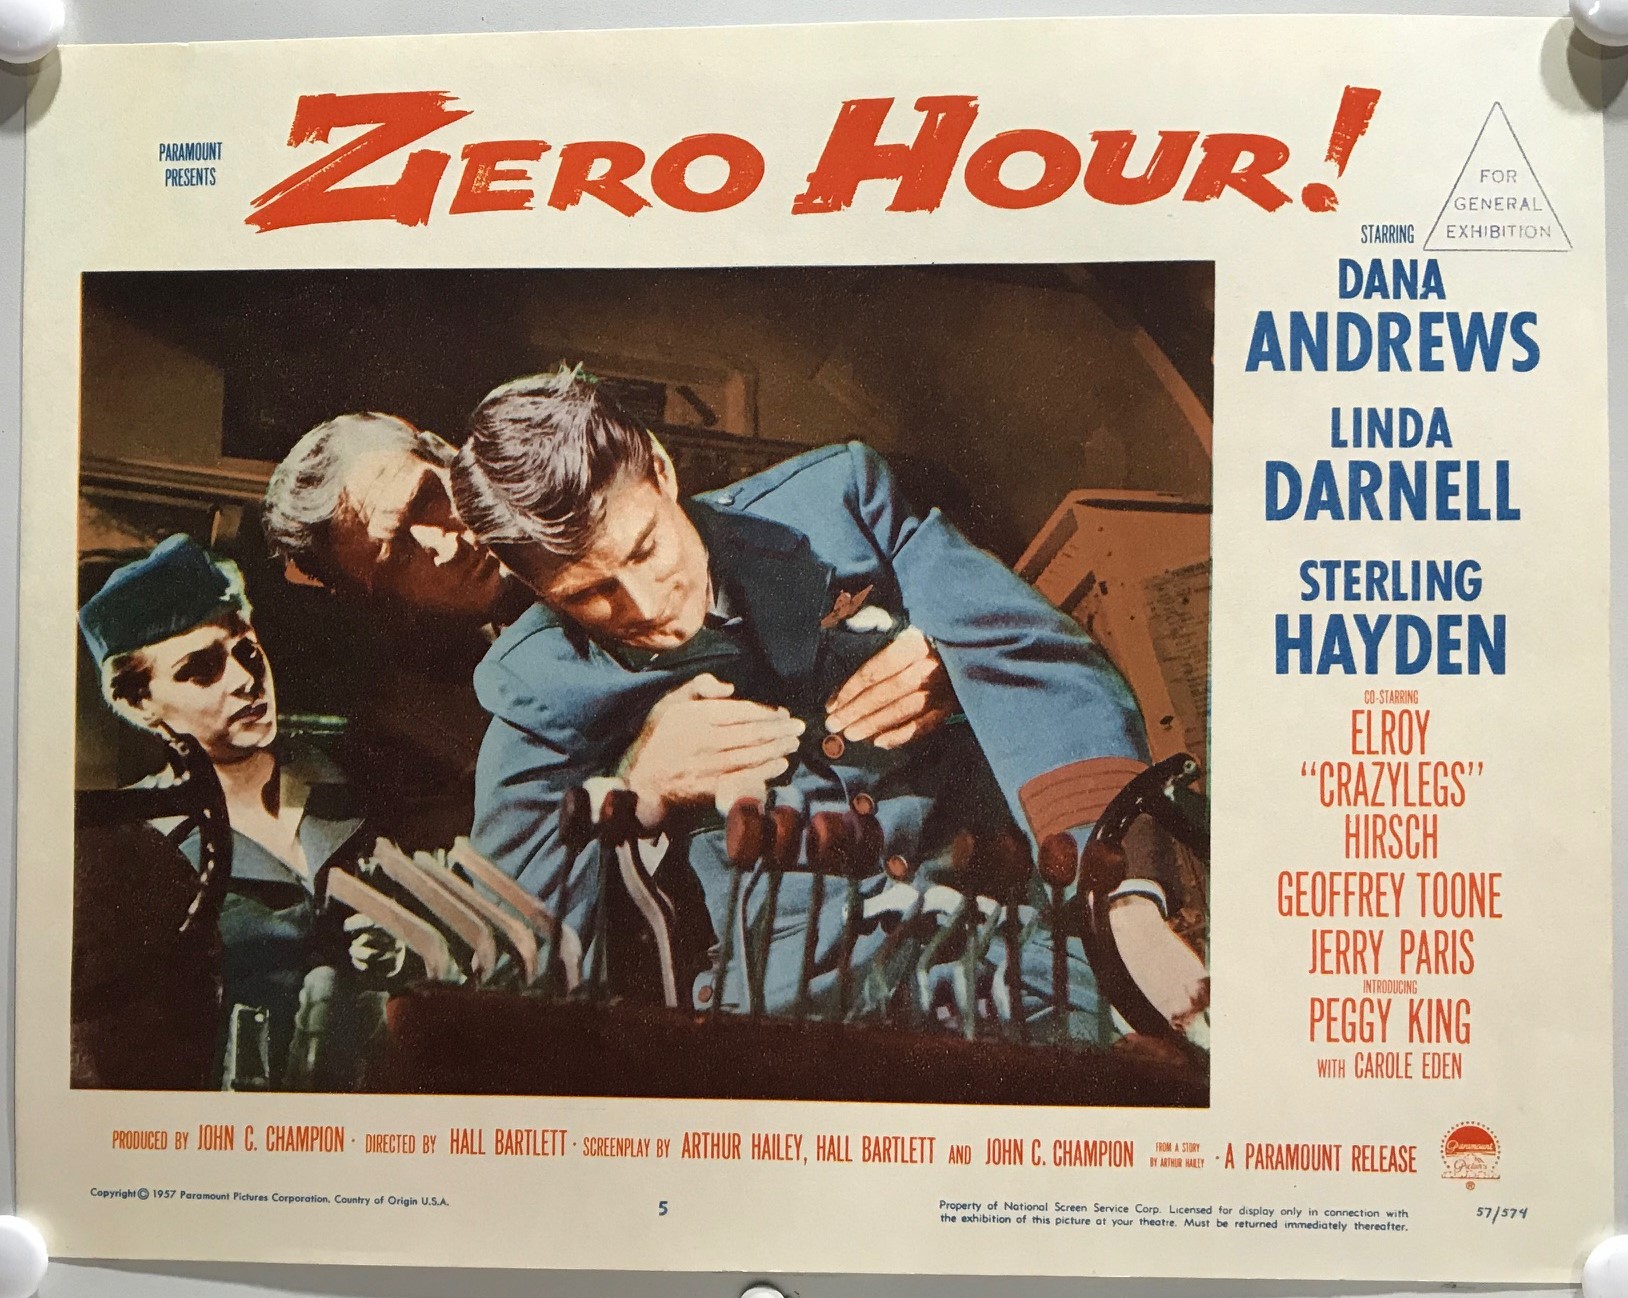 ZERO HOUR!
PARAMOUNT
PRESENTS
FOR
GENERAL
EXHIBITION
STARRING
DANA
ANDREWS
LINDA
DARNELL
STERLING
HAYDEN
CO-STARRING
ELROY
"CRAZYLEGS"
HIRSCH
GEOFFREY TOONE
JERRY PARIS
INTRODUCING
PEGGY KING
WITH CAROLE EDEN
PRODUCED BY JOHN C. CHAMPION · DIRECTED BY HALL BARTLETT · SCREENPLAY BY ARTHUR HAILEY, HALL BARTLETT AND JOHN C. CHAMPION
FROM A STORY
BY ARTHUR HAILEY
· A PARAMOUNT RELEASE
Paramount
Pictures
®
Copyright © 1957 Paramount Pictures Corporation. Country of Origin U.S.A.
5
Property of National Screen Service Corp. Licensed for display only in connection with
the exhibition of this picture at your theatre. Must be returned immediately thereafter.
57/574